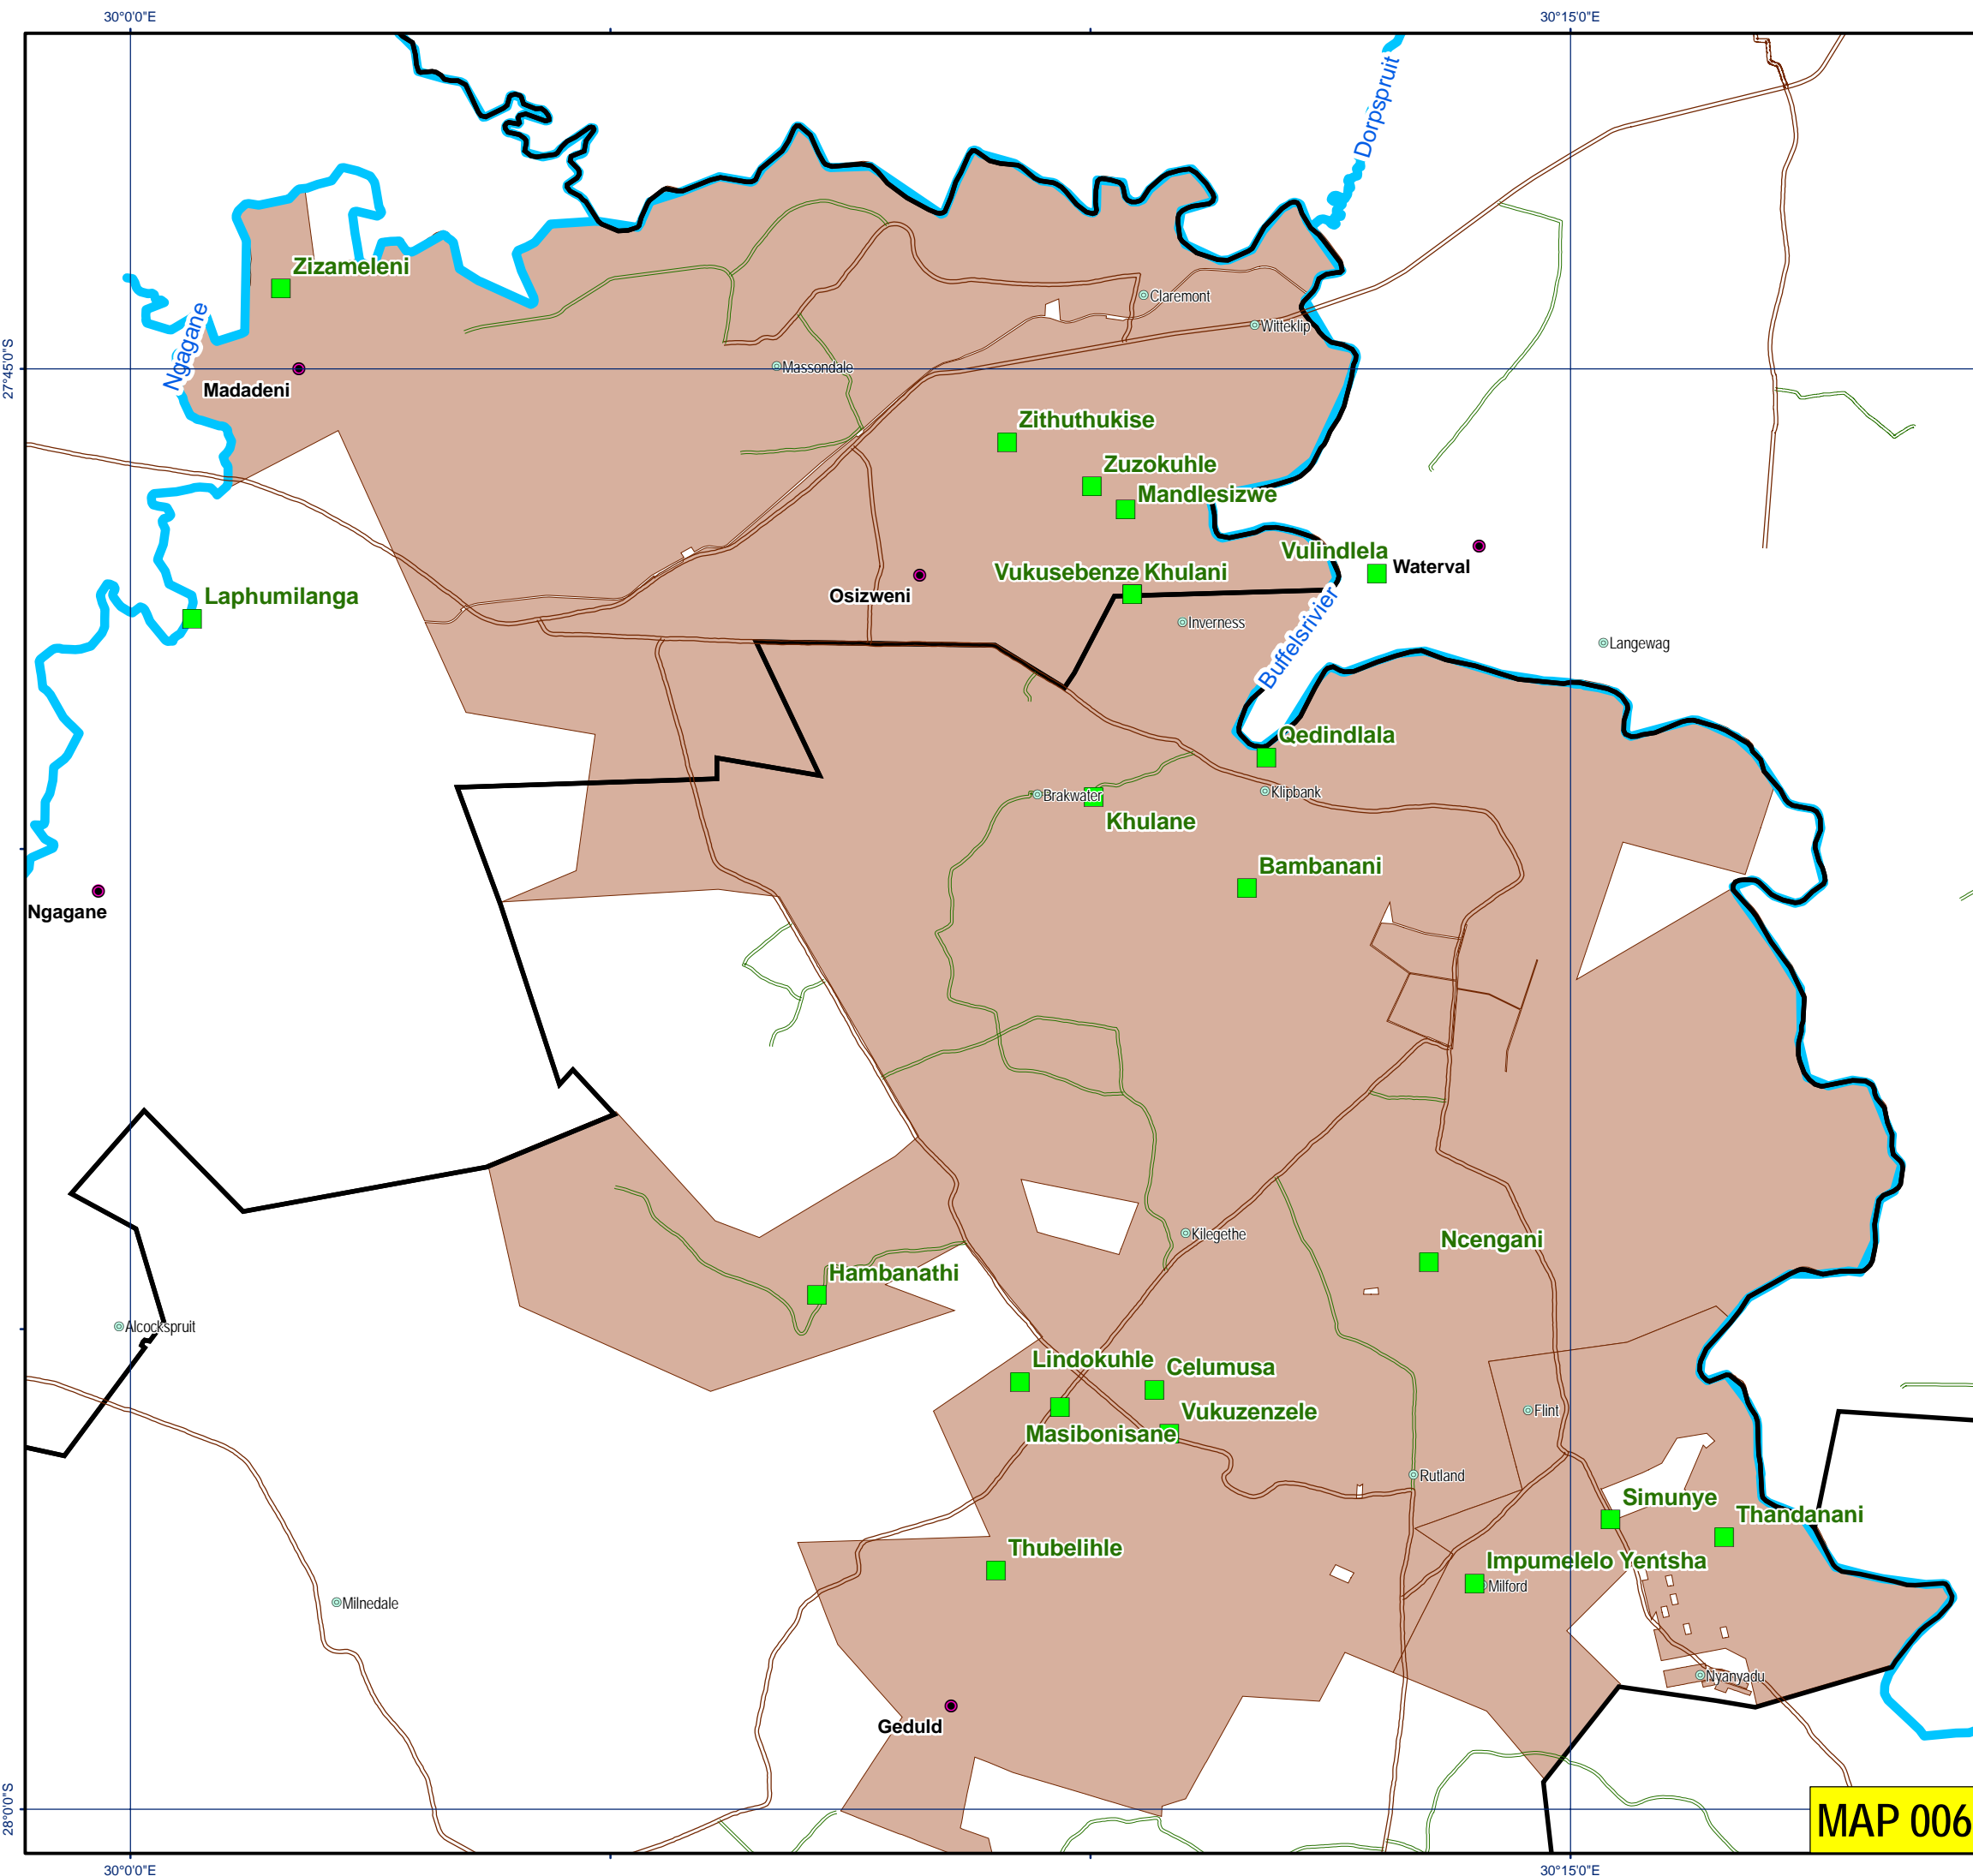 30°0'0"E
30°15'0"E
Dorpspruit
Zizameleni
Claremont
Ngagane
Witteklip
27°45'0"S
Massondale
Madadeni
Zithuthukise
Zuzokuhle
Mandlesizwe
Vulindlela
Waterval
Vukusebenze Khulani
Osizweni
Laphumilanga
Inverness
Buffelsrivier
Langewag
Qedindlala
Brakwater
Klipbank
Khulane
Bambanani
Ngagane
Kilegethe
Ncengani
Hambanathi
Alcockspruit
Lindokuhle
Celumusa
Vukuzenzele
Masibonisane
Flint
Rutland
Simunye
Thandanani
Thubelihle
Impumelelo Yentsha
Milford
Milnedale
Nyanyadu
Geduld
28°0'0"S
MAP 006
30°0'0"E
30°15'0"E